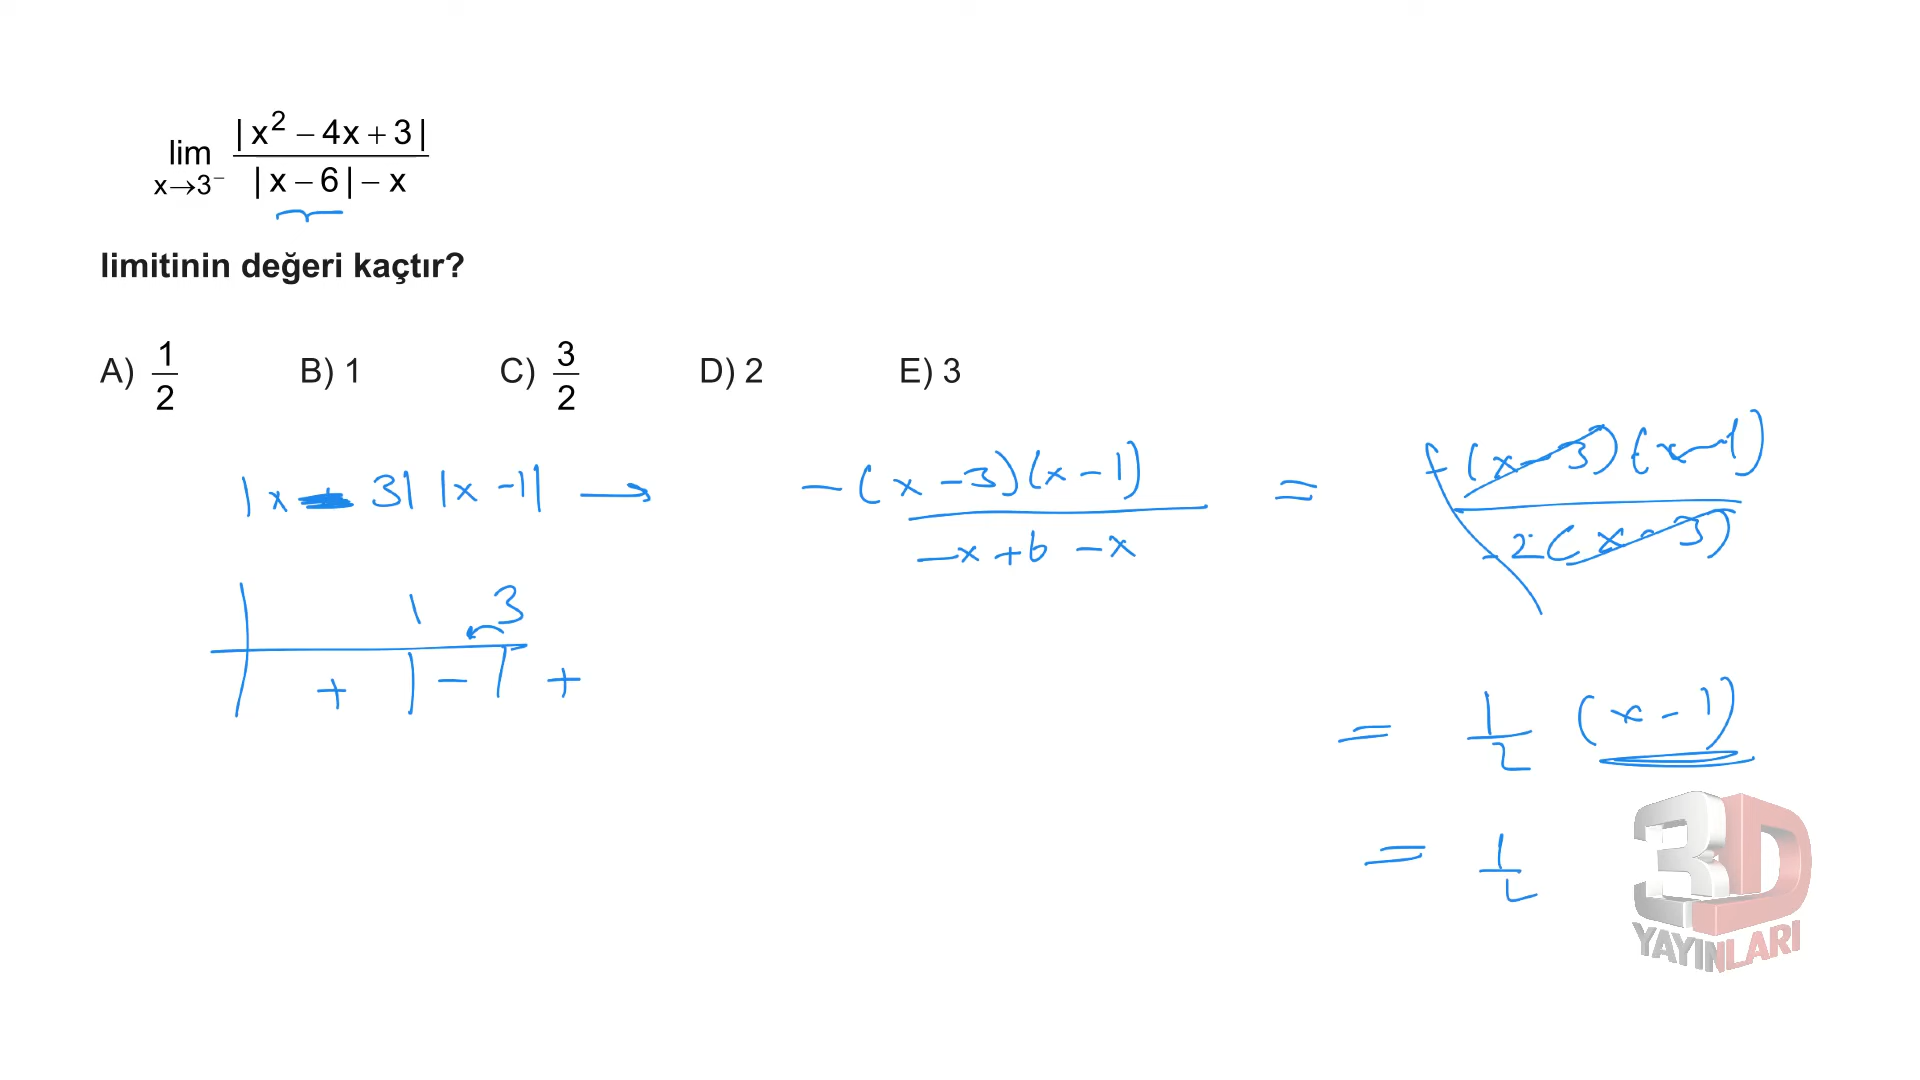 lim x→3⁻ |x² − 4x + 3| / (|x − 6| − x)
limitinin değeri kaçtır?
A) 1/2 B) 1 C) 3/2 D) 2 E) 3
|x - 3| |x - 1| → -(x - 3)(x - 1) / (-x + 6 - x) = -(x - 3)(x - 1) / (-2(x - 3))
1 3
+ | - | +
= 1/2 (x - 1)
= 1/2
3D
YAYINLARI